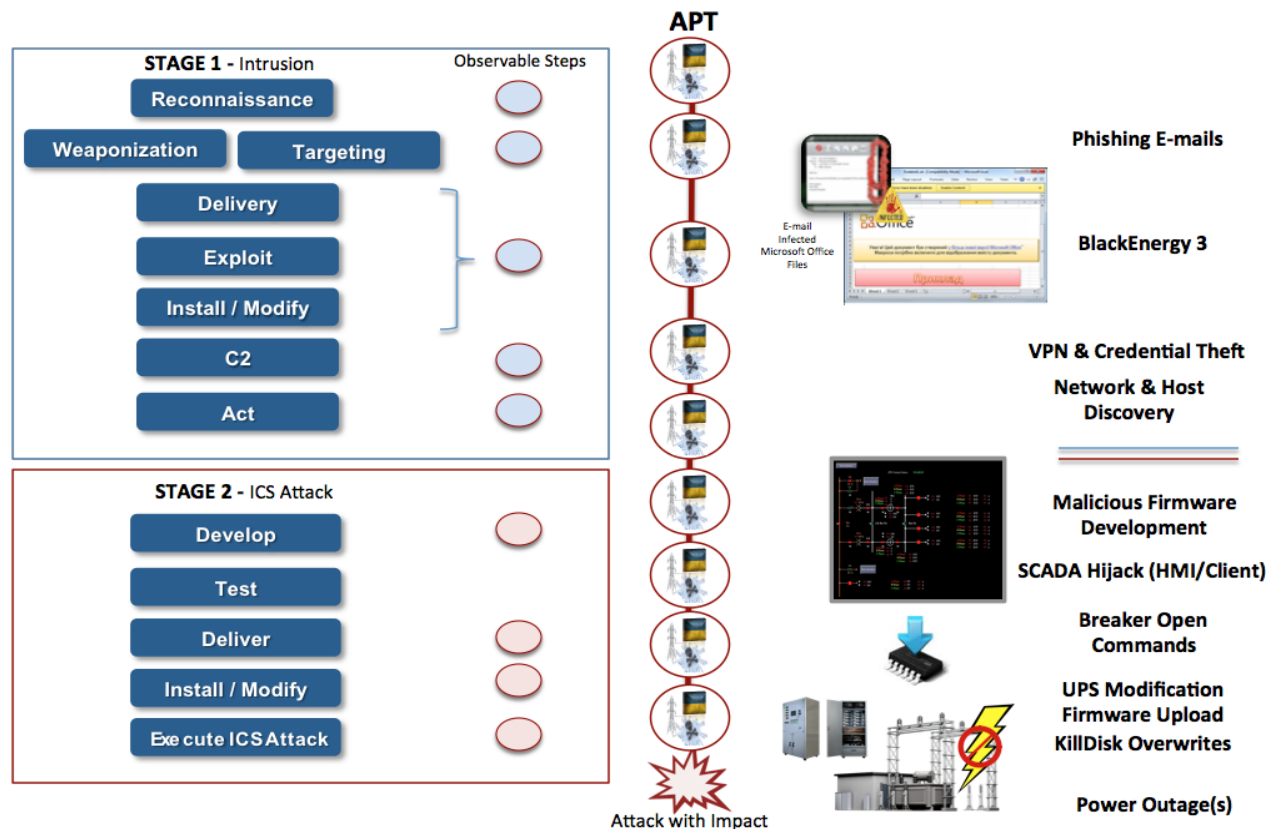 APT
STAGE 1 - Intrusion
Observable Steps
Reconnaissance
Weaponization
Targeting
Delivery
Exploit
Install / Modify
C2
Act
STAGE 2 - ICS Attack
Develop
Test
Deliver
Install / Modify
Execute ICS Attack
Attack with Impact
Phishing E-mails
E-mail
Infected
Microsoft Office
Files
INFECTED
Office
Приклад
BlackEnergy 3
VPN & Credential Theft
Network & Host
Discovery
Malicious Firmware
Development
SCADA Hijack (HMI/Client)
Breaker Open
Commands
UPS Modification
Firmware Upload
KillDisk Overwrites
Power Outage(s)